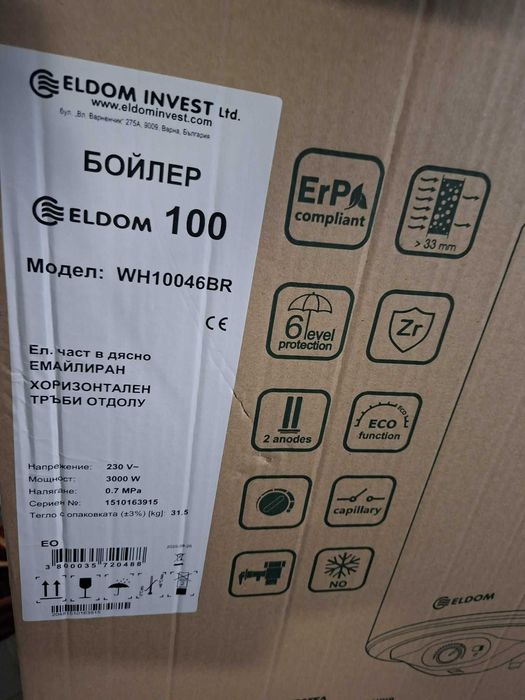 ELDOM INVEST Ltd.
www.eldominvest.com
бул. „Вл. Варненчик" 275А, 9009, Варна, България
БОЙЛЕР
ELDOM 100
Модел: WH10046BR
CE
Ел. част в дясно
ЕМАЙЛИРАН
ХОРИЗОНТАЛЕН
ТРЪБИ ОТДОЛУ
Напрежение: 230 V~
Мощност: 3000 W
Налягане: 0.7 MPa
Сериен №: 1510163915
Тегло с опаковката (±3%) [kg]: 31.5
EO
3 800035 720488
ErP
compliant
> 33 mm
6 level
protection
Zr
2 anodes
ECO
ECO
function
capillary
NO
ELDOM